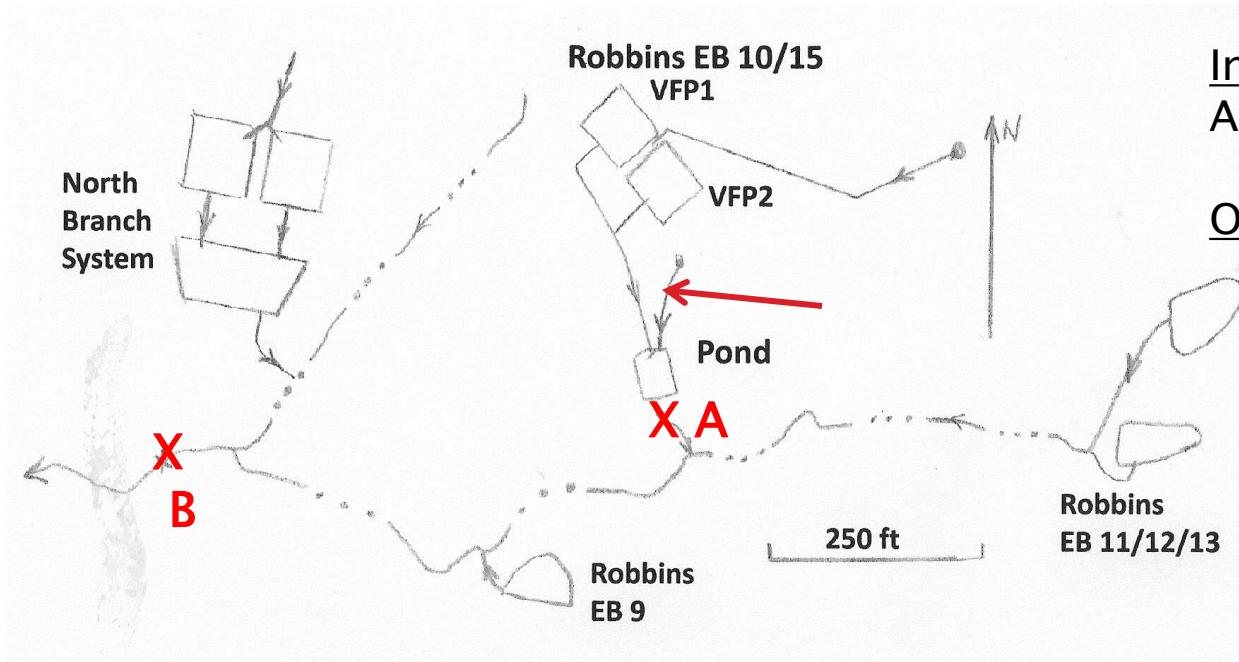 Robbins EB 10/15
VFP1
N
In
A
North
Branch
System
VFP2
O
Pond
X A
X
B
Robbins
EB 11/12/13
250 ft
Robbins
EB 9